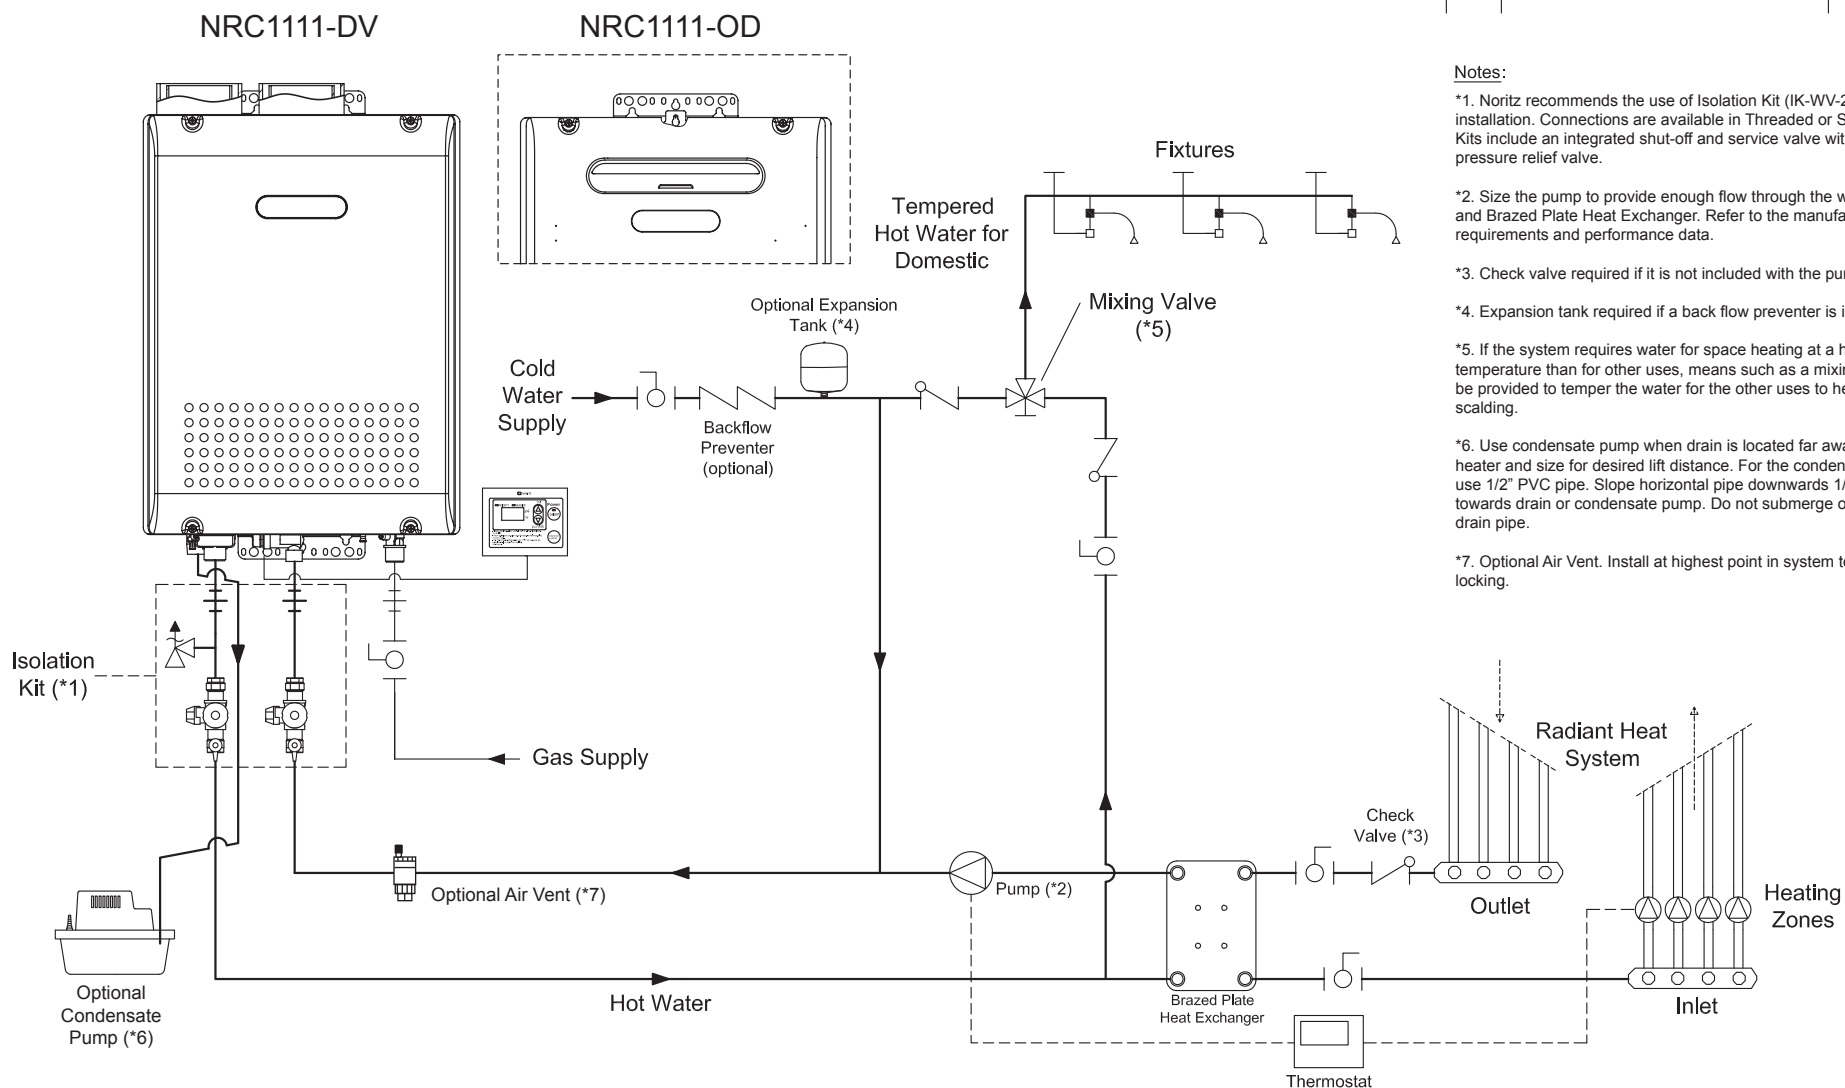 NRC1111-DV
NRC1111-OD
Fixtures
Tempered
Hot Water for
Domestic
Optional Expansion
Tank (*4)
Mixing Valve
(*5)
Cold
Water
Supply
Backflow
Preventer
(optional)
Isolation
Kit (*1)
Gas Supply
Optional Air Vent (*7)
Pump (*2)
Check
Valve (*3)
Radiant Heat
System
Outlet
Heating
Zones
Inlet
Optional
Condensate
Pump (*6)
Hot Water
Brazed Plate
Heat Exchanger
Thermostat
Notes:
*1. Noritz recommends the use of Isolation Kit (IK-WV-2
installation. Connections are available in Threaded or S
Kits include an integrated shut-off and service valve wit
pressure relief valve.
*2. Size the pump to provide enough flow through the w
and Brazed Plate Heat Exchanger. Refer to the manufa
requirements and performance data.
*3. Check valve required if it is not included with the pu
*4. Expansion tank required if a back flow preventer is i
*5. If the system requires water for space heating at a h
temperature than for other uses, means such as a mixin
be provided to temper the water for the other uses to he
scalding.
*6. Use condensate pump when drain is located far awa
heater and size for desired lift distance. For the conden
use 1/2” PVC pipe. Slope horizontal pipe downwards 1/
towards drain or condensate pump. Do not submerge o
drain pipe.
*7. Optional Air Vent. Install at highest point in system to
locking.